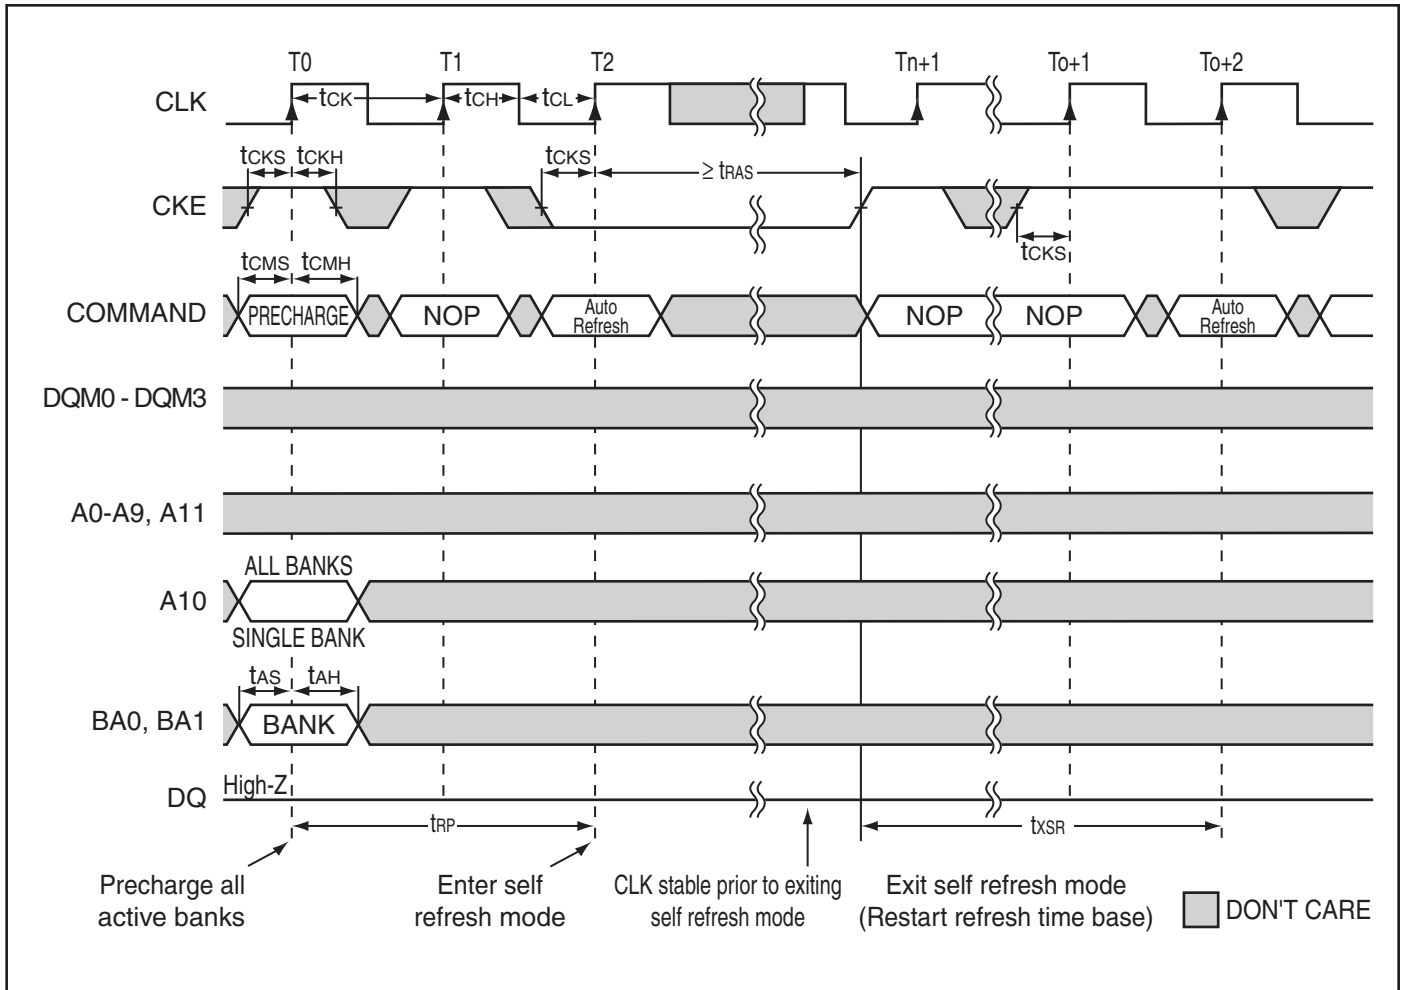 T0 T1 T2 Tn+1 To+1 To+2
CLK tCK tCH tCL
tCKS tCKH tCKS ≥ tRAS
CKE
tCKS
tCMS tCMH
COMMAND PRECHARGE NOP Auto Refresh NOP NOP Auto Refresh
DQM0 - DQM3
A0-A9, A11
ALL BANKS
A10
SINGLE BANK
tAS tAH
BA0, BA1 BANK
High-Z
DQ
tRP tXSR
Precharge all
active banks
Enter self
refresh mode
CLK stable prior to exiting
self refresh mode
Exit self refresh mode
(Restart refresh time base)
DON'T CARE